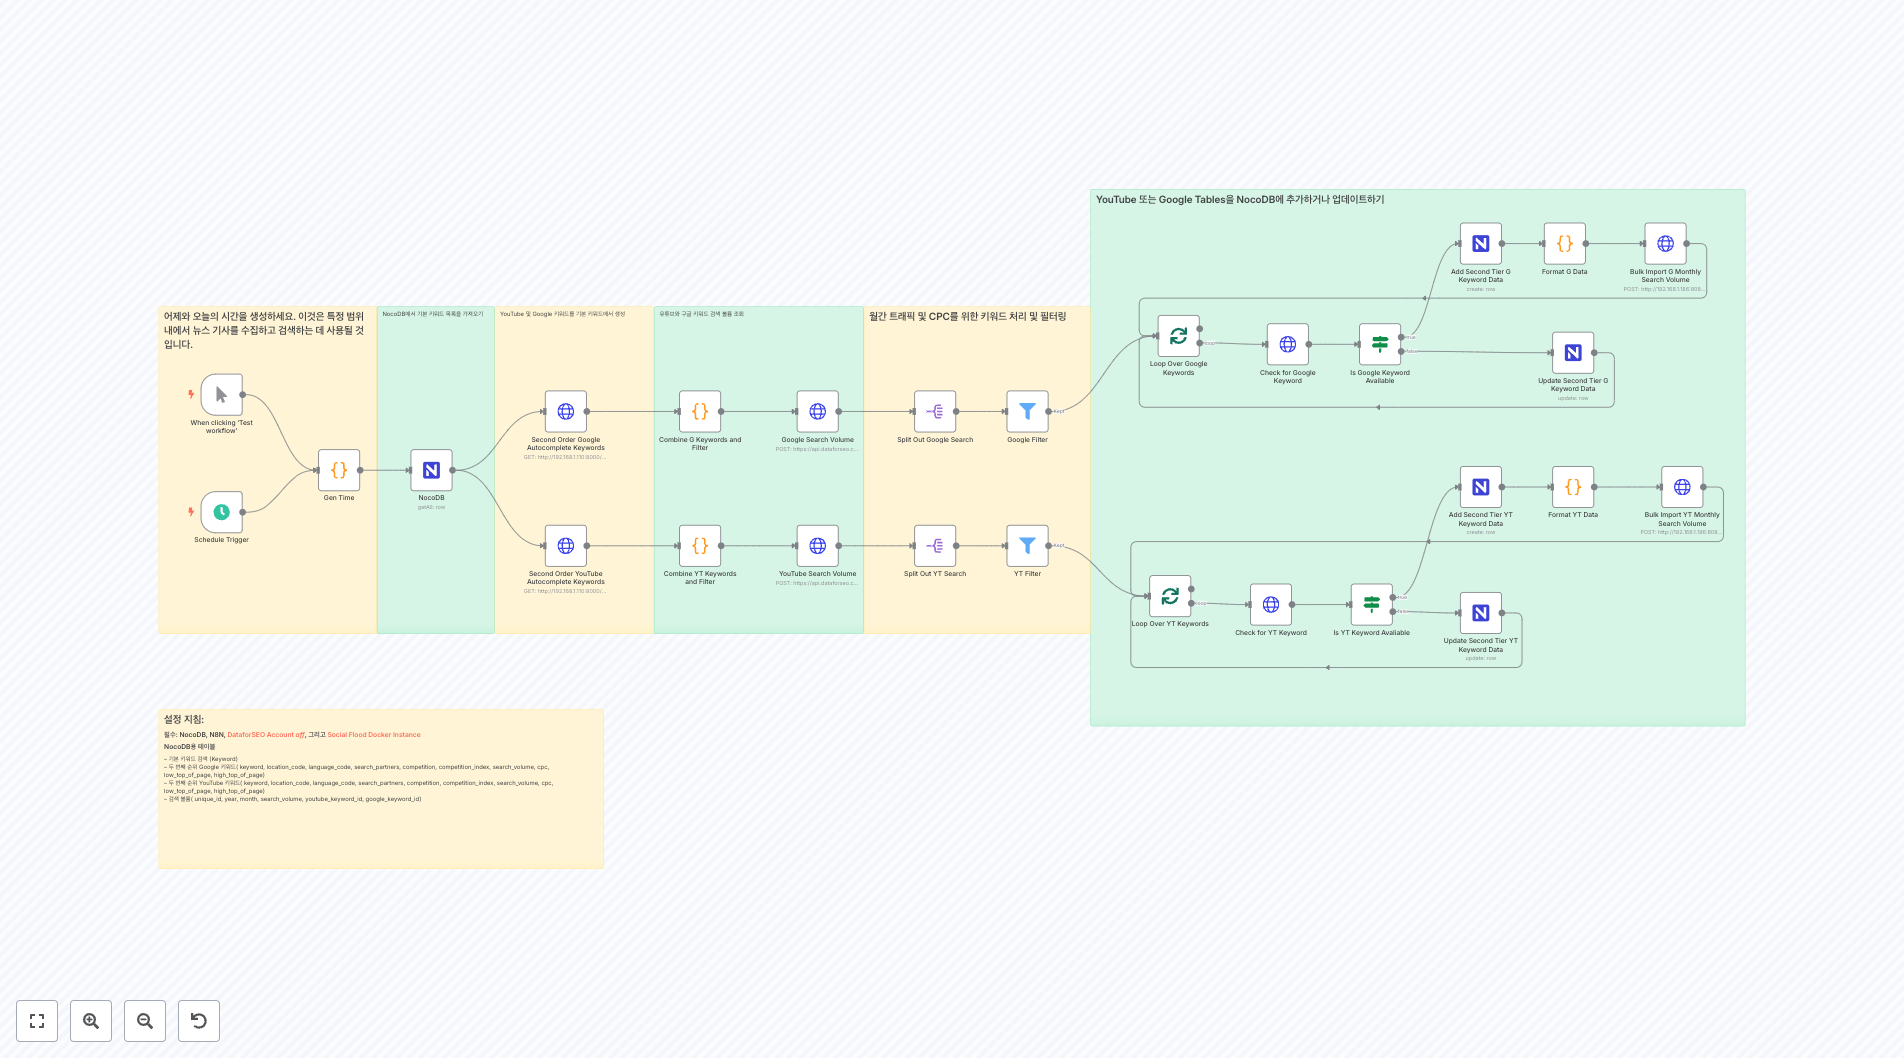 YouTube 또는 Google Tables을 NocoDB에 추가하거나 업데이트하기
어제와 오늘의 시간을 생성하세요. 이것은 특정 범위
내에서 뉴스 기사를 수집하고 검색하는 데 사용될 것
입니다.
NocoDB에서 기본 키워드 목록을 가져오기
YouTube 및 Google 키워드를 기본 키워드에서 생성
유튜브와 구글 키워드 검색 볼륨 조회
월간 트래픽 및 CPC를 위한 키워드 처리 및 필터링
When clicking 'Test
workflow'
Schedule Trigger
Gen Time
NocoDB
getAll: row
Second Order Google
Autocomplete Keywords
GET: http://192.168.1.110:8000/...
Combine G Keywords and
Filter
Google Search Volume
POST: https://api.dataforseo.c...
Split Out Google Search
Google Filter
Kept
Second Order YouTube
Autocomplete Keywords
GET: http://192.168.1.110:8000/...
Combine YT Keywords
and Filter
YouTube Search Volume
POST: https://api.dataforseo.c...
Split Out YT Search
YT Filter
Kept
Loop Over Google
Keywords
loop
Check for Google
Keyword
Is Google Keyword
Available
true
false
Add Second Tier G
Keyword Data
create: row
Format G Data
Bulk Import G Monthly
Search Volume
POST: http://192.168.1.186:808...
Update Second Tier G
Keyword Data
update: row
Loop Over YT Keywords
loop
Check for YT Keyword
Is YT Keyword Avaliable
true
false
Add Second Tier YT
Keyword Data
create: row
Format YT Data
Bulk Import YT Monthly
Search Volume
POST: http://192.168.1.186:808...
Update Second Tier YT
Keyword Data
update: row
설정 지침:
필수: NocoDB, N8N, DataforSEO Account off, 그리고 Social Flood Docker Instance
NocoDB용 테이블
– 기본 키워드 검색 (Keyword)
– 두 번째 순위 Google 키워드( keyword, location_code, language_code, search_partners, competition, competition_index, search_volume, cpc,
low_top_of_page, high_top_of_page)
– 두 번째 순위 YouTube 키워드( keyword, location_code, language_code, search_partners, competition, competition_index, search_volume, cpc,
low_top_of_page, high_top_of_page)
– 검색 볼륨( unique_id, year, month, search_volume, youtube_keyword_id, google_keyword_id)